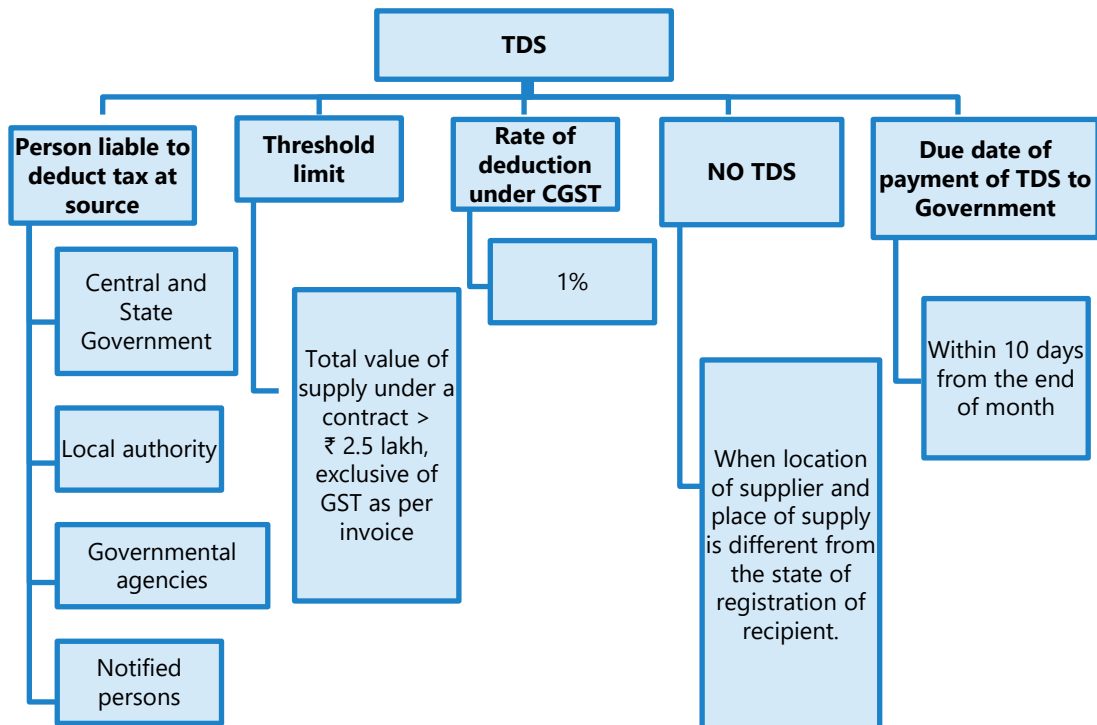 TDS
Person liable to
deduct tax at
source
Central and
State
Government
Local authority
Governmental
agencies
Notified
persons
Threshold
limit
Total value of
supply under a
contract >
₹ 2.5 lakh,
exclusive of
GST as per
invoice
Rate of
deduction
under CGST
1%
NO TDS
When location
of supplier and
place of supply
is different from
the state of
registration of
recipient.
Due date of
payment of TDS to
Government
Within 10 days
from the end
of month